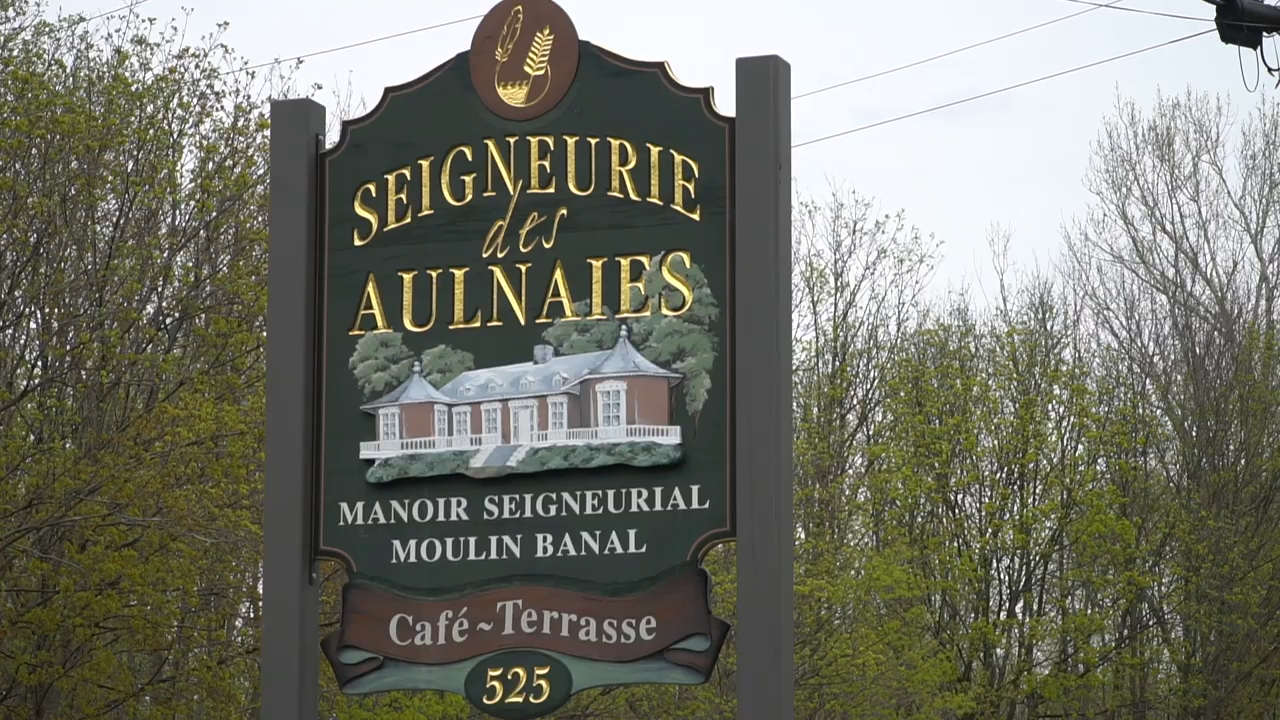 SEIGNEURIE
des
AULNAIES
MANOIR SEIGNEURIAL
MOULIN BANAL
Café~Terrasse
525